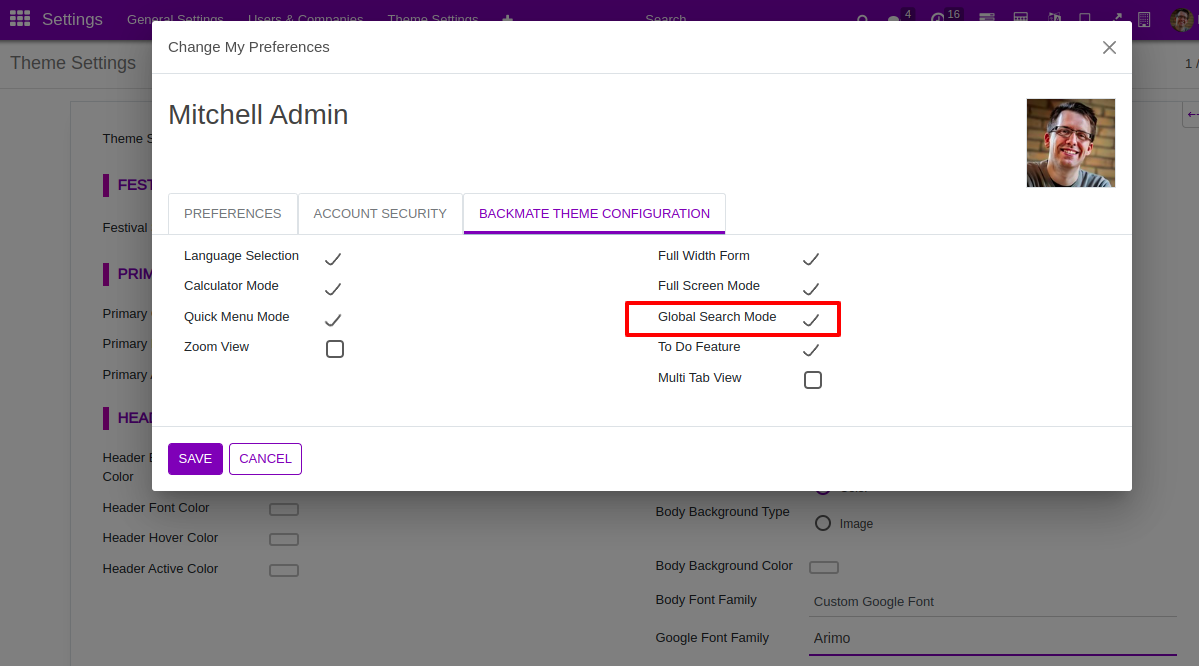 Settings General Settings Users & Companies Theme Settings Search 4 16
Change My Preferences
Theme Settings
1 /
Mitchell Admin
Theme S
FEST
PREFERENCES ACCOUNT SECURITY BACKMATE THEME CONFIGURATION
Festival
Language Selection Full Width Form
PRIM
Calculator Mode Full Screen Mode
Primary
Quick Menu Mode Global Search Mode
Primary
Zoom View To Do Feature
Primary
Multi Tab View
HEAD
Header B
SAVE CANCEL
Color
Header Font Color
Body Background Type
Image
Header Hover Color
Body Background Color
Header Active Color
Body Font Family Custom Google Font
Google Font Family Arimo